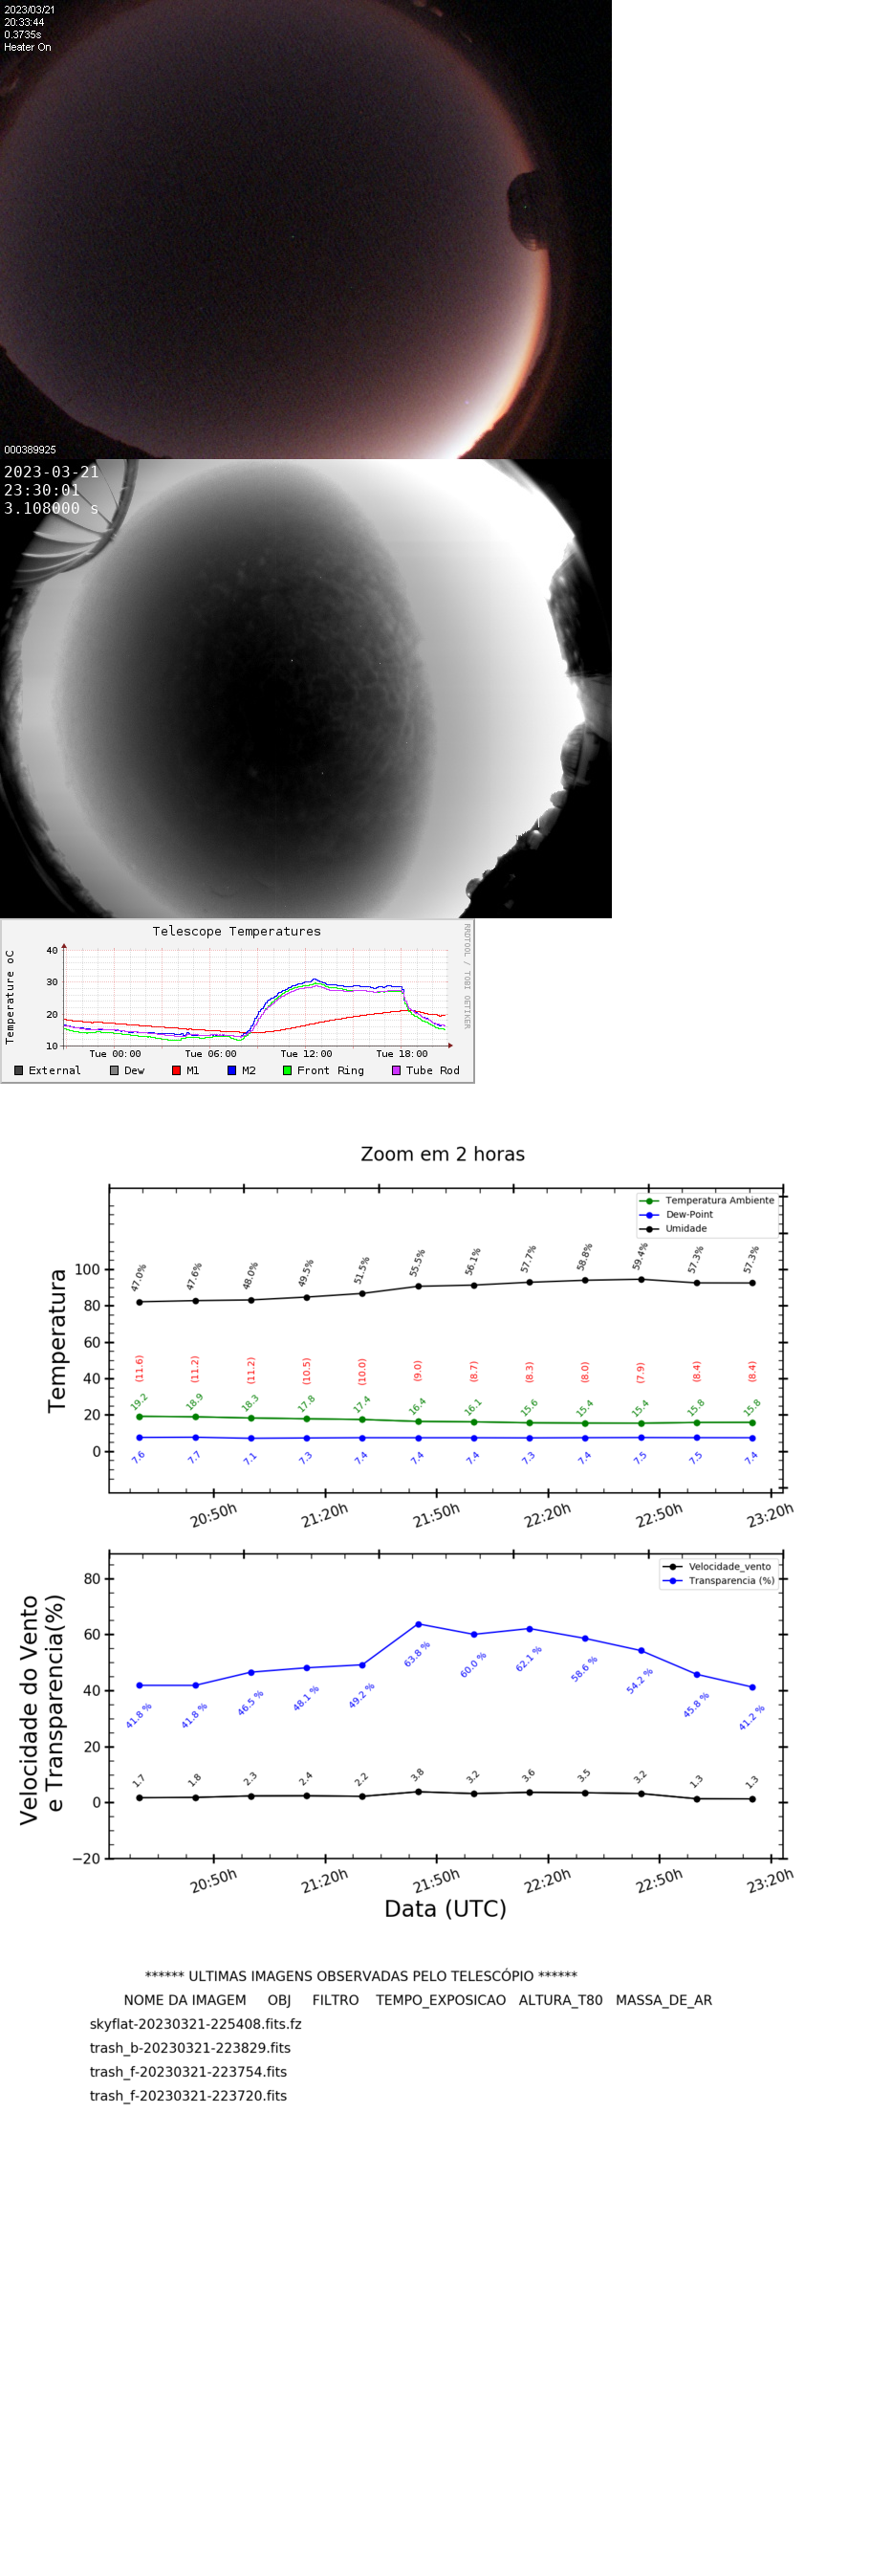 2023/03/21
20:33:44
0.3735s
Heater On
000389925
2023-03-21
23:30:01
3.108000 s
Telescope Temperatures
RRDTOOL / TOBI OETIKER
Temperature oC
40
30
20
10
Tue 00:00 Tue 06:00 Tue 12:00 Tue 18:00
External Dew M1 M2 Front Ring Tube Rod
Zoom em 2 horas
Temperatura Ambiente
Dew-Point
Umidade
Temperatura
100
80
60
40
20
0
47.0% 47.6% 48.0% 49.5% 51.5% 55.5% 56.1% 57.7% 58.8% 59.4% 57.3% 57.3%
(11.6) (11.2) (11.2) (10.5) (10.0) (9.0) (8.7) (8.3) (8.0) (7.9) (8.4) (8.4)
19.2 18.9 18.3 17.8 17.4 16.4 16.1 15.6 15.4 15.4 15.8 15.8
7.6 7.7 7.1 7.3 7.4 7.4 7.4 7.3 7.4 7.5 7.5 7.4
20:50h 21:20h 21:50h 22:20h 22:50h 23:20h
Velocidade_vento
Transparencia (%)
Velocidade do Vento
e Transparencia(%)
80
60
40
20
0
−20
41.8 % 41.8 % 46.5 % 48.1 % 49.2 % 63.8 % 60.0 % 62.1 % 58.6 % 54.2 % 45.8 % 41.2 %
1.7 1.8 2.3 2.4 2.2 3.8 3.2 3.6 3.5 3.2 1.3 1.3
20:50h 21:20h 21:50h 22:20h 22:50h 23:20h
Data (UTC)
****** ULTIMAS IMAGENS OBSERVADAS PELO TELESCÓPIO ******
NOME DA IMAGEM OBJ FILTRO TEMPO_EXPOSICAO ALTURA_T80 MASSA_DE_AR
skyflat-20230321-225408.fits.fz
trash_b-20230321-223829.fits
trash_f-20230321-223754.fits
trash_f-20230321-223720.fits